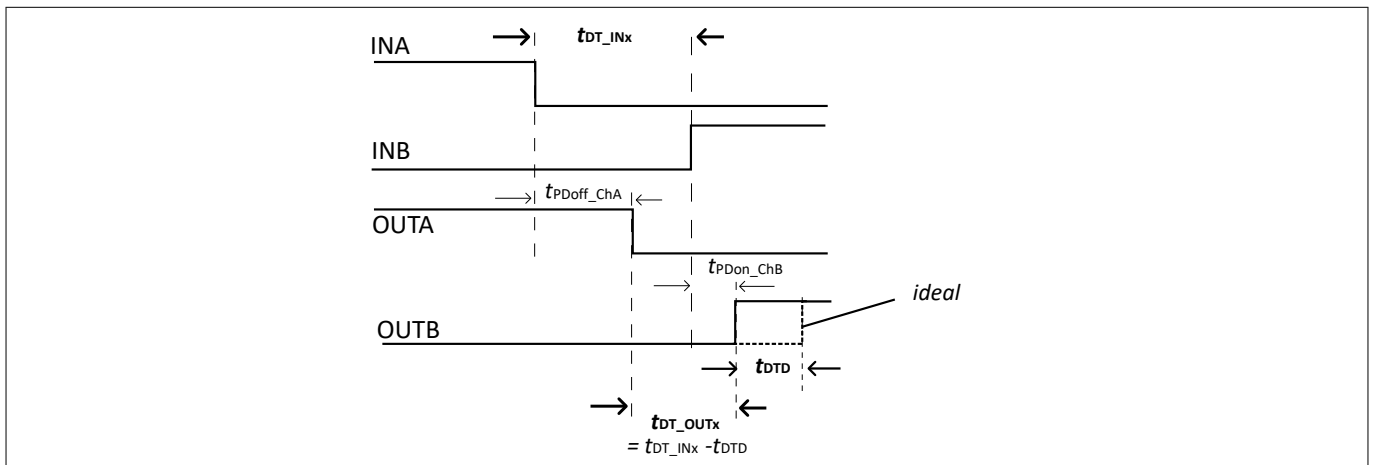 tDT_INx
INA
INB
tPDoff_ChA
OUTA
tPDon_ChB
ideal
OUTB
tDTD
tDT_OUTx
= tDT_INx -tDTD